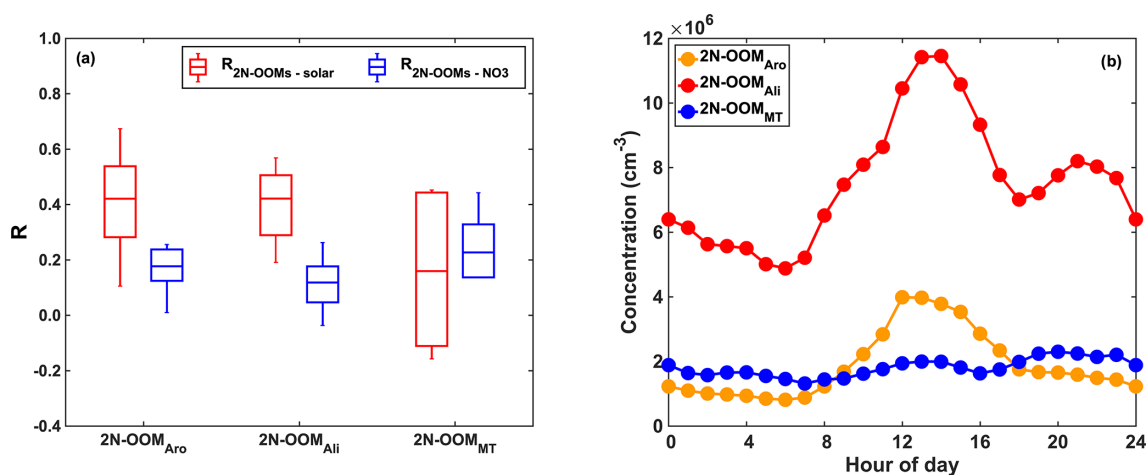 (a)
R2N-OOMs - solar
R2N-OOMs - NO3
1.0
0.8
0.6
0.4
0.2
0.0
0.2
-0.4
R
2N-OOMAro
2N-OOMAli
2N-OOMMT
× 10^6
(b)
2N-OOMAro
2N-OOMAli
2N-OOMMT
12
10
8
6
4
2
0
Concentration (cm^-3)
0 4 8 12 16 20 24
Hour of day